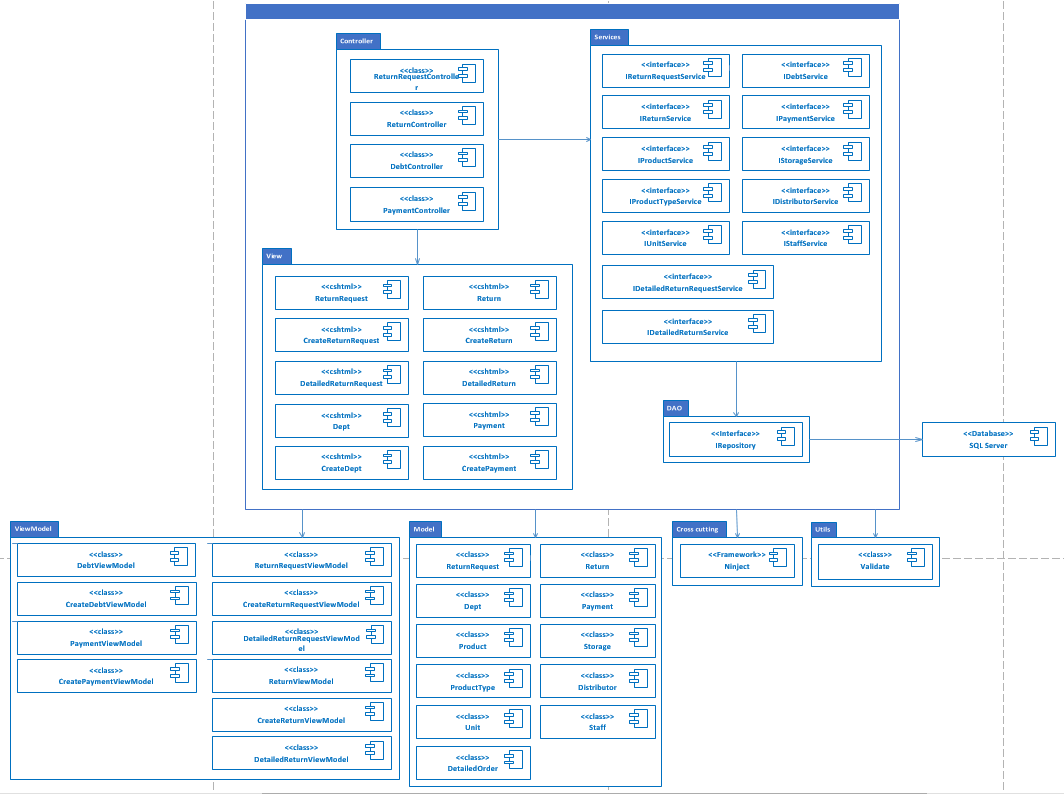 Controller
<<class>>
ReturnRequestControlle
r
<<class>>
ReturnController
<<class>>
DebtController
<<class>>
PaymentController
Services
<<interface>>
IReturnRequestService
<<interface>>
IDebtService
<<interface>>
IReturnService
<<interface>>
IPaymentService
<<interface>>
IProductService
<<interface>>
IStorageService
<<interface>>
IProductTypeService
<<interface>>
IDistributorService
<<interface>>
IUnitService
<<interface>>
IStaffService
<<interface>>
IDetailedReturnRequestService
<<interface>>
IDetailedReturnService
View
<<cshtml>>
ReturnRequest
<<cshtml>>
Return
<<cshtml>>
CreateReturnRequest
<<cshtml>>
CreateReturn
<<cshtml>>
DetailedReturnRequest
<<cshtml>>
DetailedReturn
<<cshtml>>
Dept
<<cshtml>>
Payment
<<cshtml>>
CreateDept
<<cshtml>>
CreatePayment
DAO
<<Interface>>
IRepository
<<Database>>
SQL Server
ViewModel
<<class>>
DebtViewModel
<<class>>
ReturnRequestViewModel
<<class>>
CreateDebtViewModel
<<class>>
CreateReturnRequestViewModel
<<class>>
PaymentViewModel
<<class>>
DetailedReturnRequestViewMod
el
<<class>>
CreatePaymentViewModel
<<class>>
ReturnViewModel
<<class>>
CreateReturnViewModel
<<class>>
DetailedReturnViewModel
Model
<<class>>
ReturnRequest
<<class>>
Return
<<class>>
Dept
<<class>>
Payment
<<class>>
Product
<<class>>
Storage
<<class>>
ProductType
<<class>>
Distributor
<<class>>
Unit
<<class>>
Staff
<<class>>
DetailedOrder
Cross cutting
<<Framework>>
Ninject
Utils
<<class>>
Validate